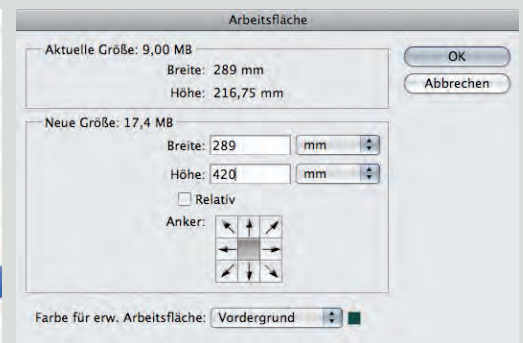 Arbeitsfläche
Aktuelle Größe: 9,00 MB
Breite: 289 mm
Höhe: 216,75 mm
OK
Abbrechen
Neue Größe: 17,4 MB
Breite: 289 mm
Höhe: 420 mm
Relativ
Anker:
Farbe für erw. Arbeitsfläche: Vordergrund